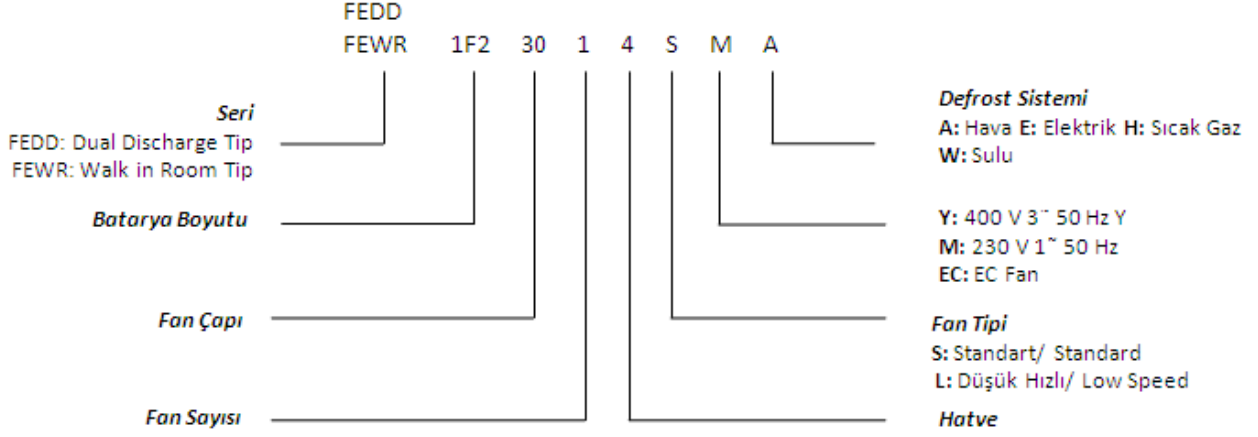 FEDD
FEWR 1F2 30 1 4 S M A
Seri
FEDD: Dual Discharge Tip
FEWR: Walk in Room Tip
Batarya Boyutu
Fan Çapı
Fan Sayısı
Defrost Sistemi
A: Hava E: Elektrik H: Sıcak Gaz
W: Sulu
Y: 400 V 3~ 50 Hz Y
M: 230 V 1~ 50 Hz
EC: EC Fan
Fan Tipi
S: Standart/ Standard
L: Düşük Hızlı/ Low Speed
Hatve